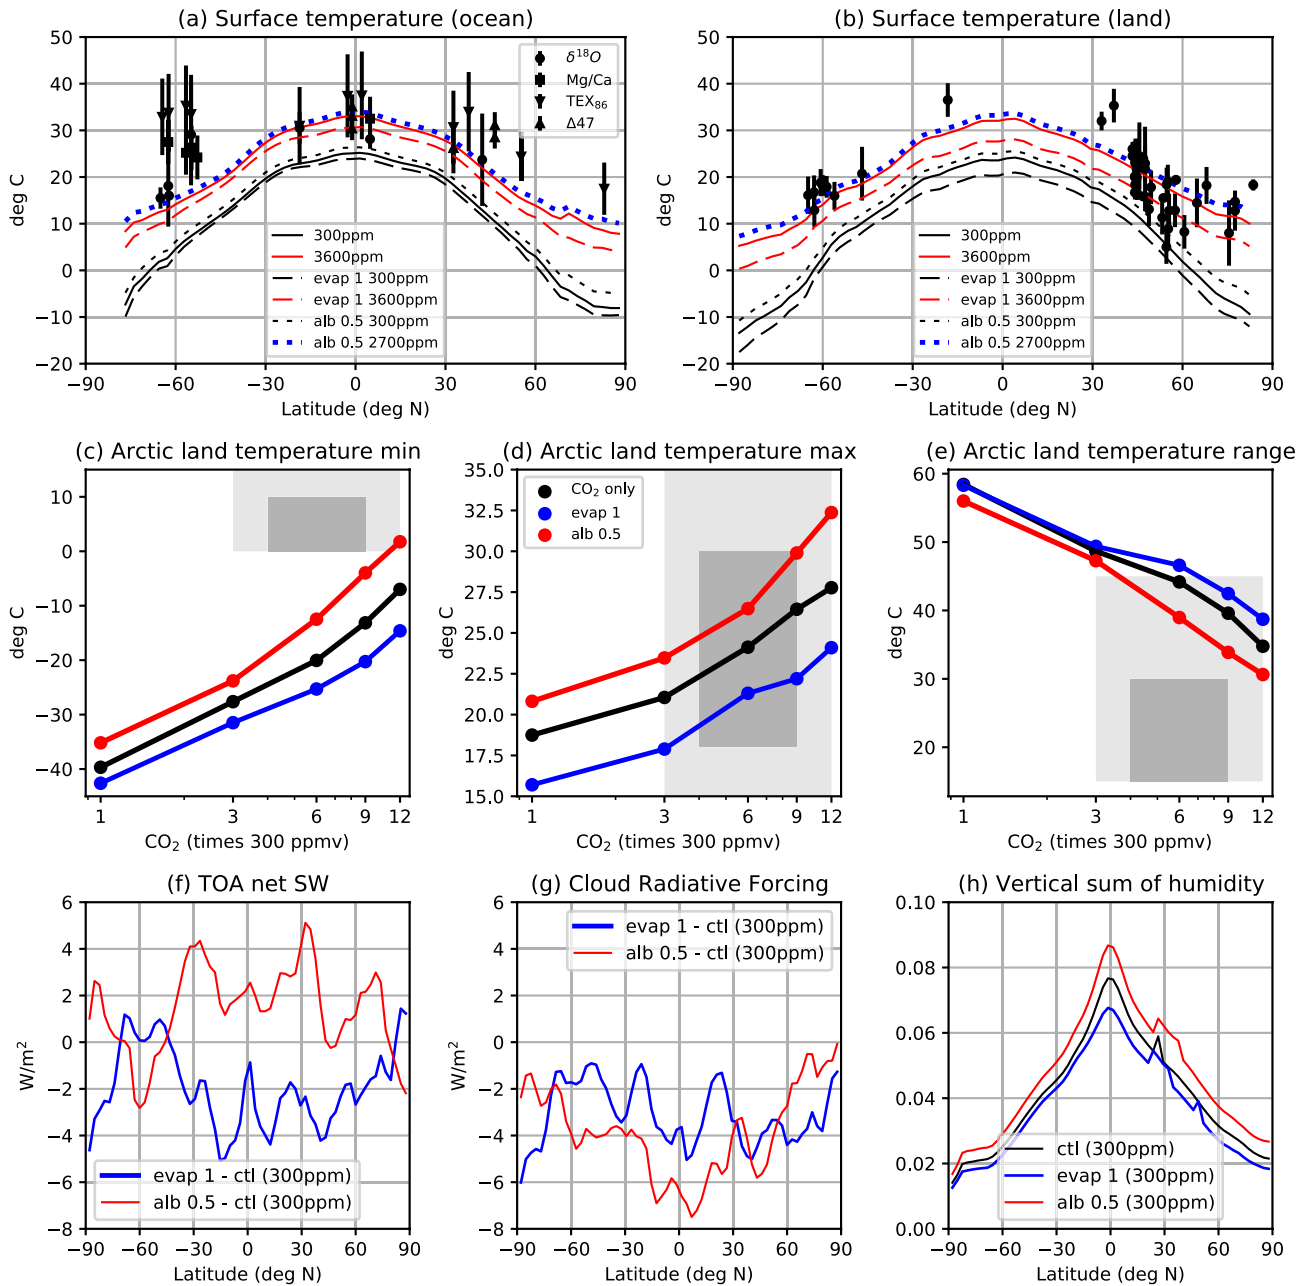 (a) Surface temperature (ocean)
50
40
30
20
10
0
−10
−20
deg C
−90
−60
−30
0
30
60
90
Latitude (deg N)
δ¹⁸O
Mg/Ca
TEX₈₆
Δ47
300ppm
3600ppm
evap 1 300ppm
evap 1 3600ppm
alb 0.5 300ppm
alb 0.5 2700ppm
(b) Surface temperature (land)
50
40
30
20
10
0
−10
−20
deg C
−90
−60
−30
0
30
60
90
Latitude (deg N)
300ppm
3600ppm
evap 1 300ppm
evap 1 3600ppm
alb 0.5 300ppm
alb 0.5 2700ppm
(c) Arctic land temperature min
10
0
−10
−20
−30
−40
deg C
1
3
6
9
12
CO₂ (times 300 ppmv)
(d) Arctic land temperature max
35.0
32.5
30.0
27.5
25.0
22.5
20.0
17.5
15.0
deg C
CO₂ only
evap 1
alb 0.5
1
3
6
9
12
CO₂ (times 300 ppmv)
(e) Arctic land temperature range
60
50
40
30
20
deg C
1
3
6
9
12
CO₂ (times 300 ppmv)
(f) TOA net SW
6
4
2
0
−2
−4
−6
−8
W/m²
evap 1 - ctl (300ppm)
alb 0.5 - ctl (300ppm)
−90
−60
−30
0
30
60
90
Latitude (deg N)
(g) Cloud Radiative Forcing
6
4
2
0
−2
−4
−6
−8
W/m²
evap 1 - ctl (300ppm)
alb 0.5 - ctl (300ppm)
−90
−60
−30
0
30
60
90
Latitude (deg N)
(h) Vertical sum of humidity
0.10
0.08
0.06
0.04
0.02
0.00
ctl (300ppm)
evap 1 (300ppm)
alb 0.5 (300ppm)
−90
−60
−30
0
30
60
90
Latitude (deg N)